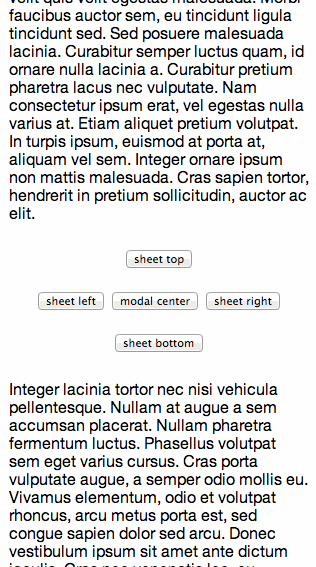 velit quis velit egestas malesuada. Morbi
faucibus auctor sem, eu tincidunt ligula
tincidunt sed. Sed posuere malesuada
lacinia. Curabitur semper luctus quam, id
ornare nulla lacinia a. Curabitur pretium
pharetra lacus nec vulputate. Nam
consectetur ipsum erat, vel egestas nulla
varius at. Etiam aliquet pretium volutpat.
In turpis ipsum, euismod at porta at,
aliquam vel sem. Integer ornare ipsum
non mattis malesuada. Cras sapien tortor,
hendrerit in pretium sollicitudin, auctor ac
elit.
sheet top
sheet left modal center sheet right
sheet bottom
Integer lacinia tortor nec nisi vehicula
pellentesque. Nullam at augue a sem
accumsan placerat. Nullam pharetra
fermentum luctus. Phasellus volutpat
sem eget varius cursus. Cras porta
vulputate augue, a semper odio mollis eu.
Vivamus elementum, odio et volutpat
rhoncus, arcu metus porta est, sed
congue sapien dolor sed arcu. Donec
vestibulum ipsum sit amet ante dictum